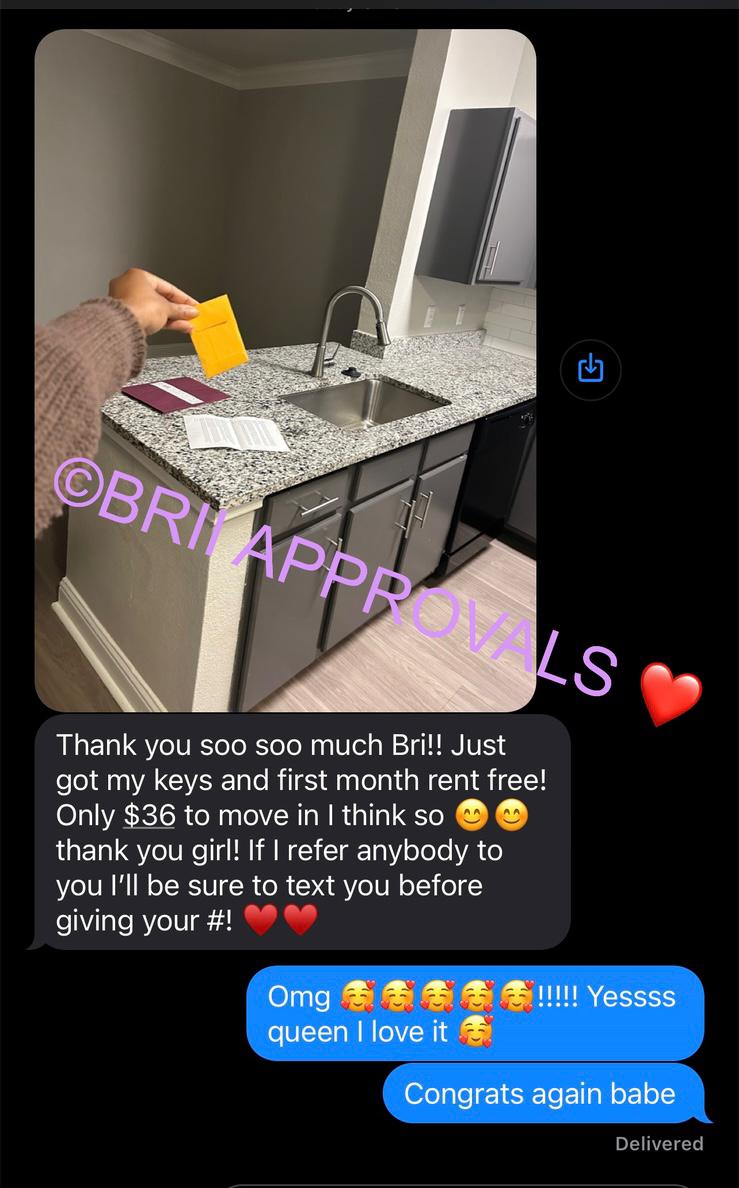 ©BRII APPROVALS ❤️
Thank you soo soo much Bri!! Just
got my keys and first month rent free!
Only $36 to move in I think so 😊😊
thank you girl! If I refer anybody to
you I’ll be sure to text you before
giving your #! ♥️♥️
Omg 🥰🥰🥰🥰🥰!!!!! Yessss
queen I love it 🥰
Congrats again babe
Delivered